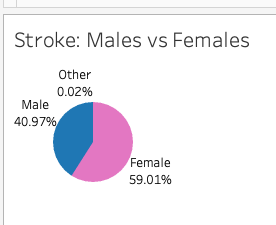 Stroke: Males vs Females
Other
0.02%
Male
40.97%
Female
59.01%